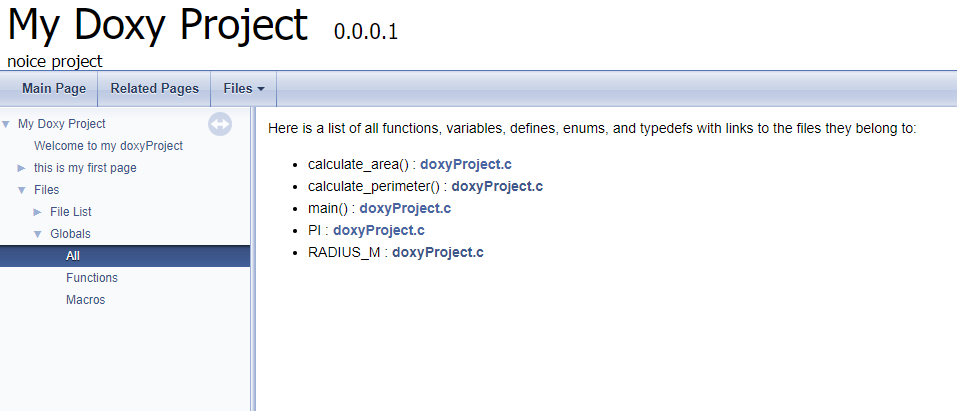 My Doxy Project 0.0.0.1
noice project
Main Page Related Pages Files
My Doxy Project
Welcome to my doxyProject
this is my first page
Files
File List
Globals
All
Functions
Macros
Here is a list of all functions, variables, defines, enums, and typedefs with links to the files they belong to:
calculate_area() : doxyProject.c
calculate_perimeter() : doxyProject.c
main() : doxyProject.c
PI : doxyProject.c
RADIUS_M : doxyProject.c